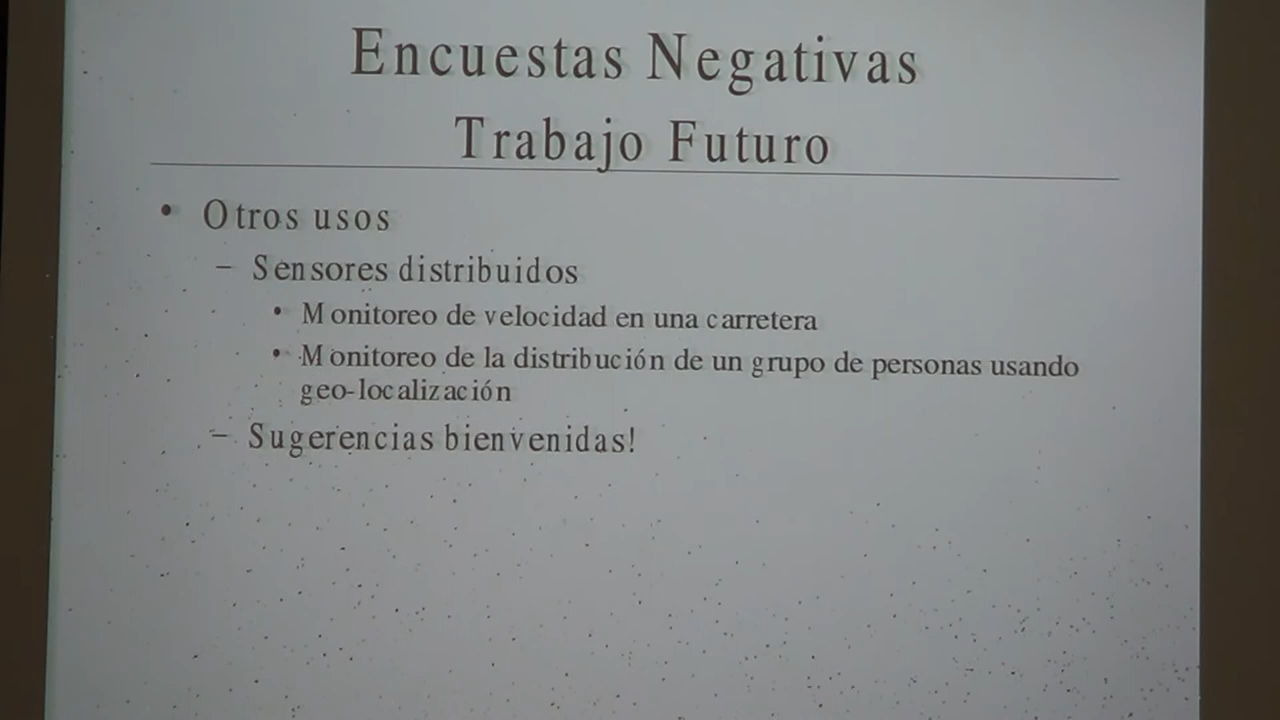 Encuestas Negativas
Trabajo Futuro
• Otros usos
– Sensores distribuidos
• Monitoreo de velocidad en una carretera
• Monitoreo de la distribución de un grupo de personas usando
geo-localización
– Sugerencias bienvenidas!